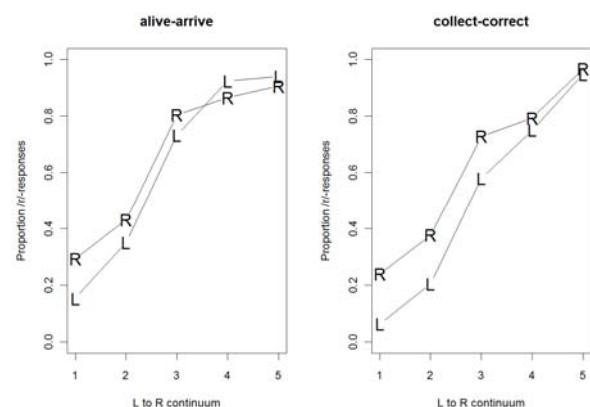 alive-arrive
collect-correct
Proportion /r/-responses
0.0 0.2 0.4 0.6 0.8 1.0
R R R R R
L L L L L
1 2 3 4 5
L to R continuum
Proportion /r/-responses
0.0 0.2 0.4 0.6 0.8 1.0
R R R R R
L L L L L
1 2 3 4 5
L to R continuum